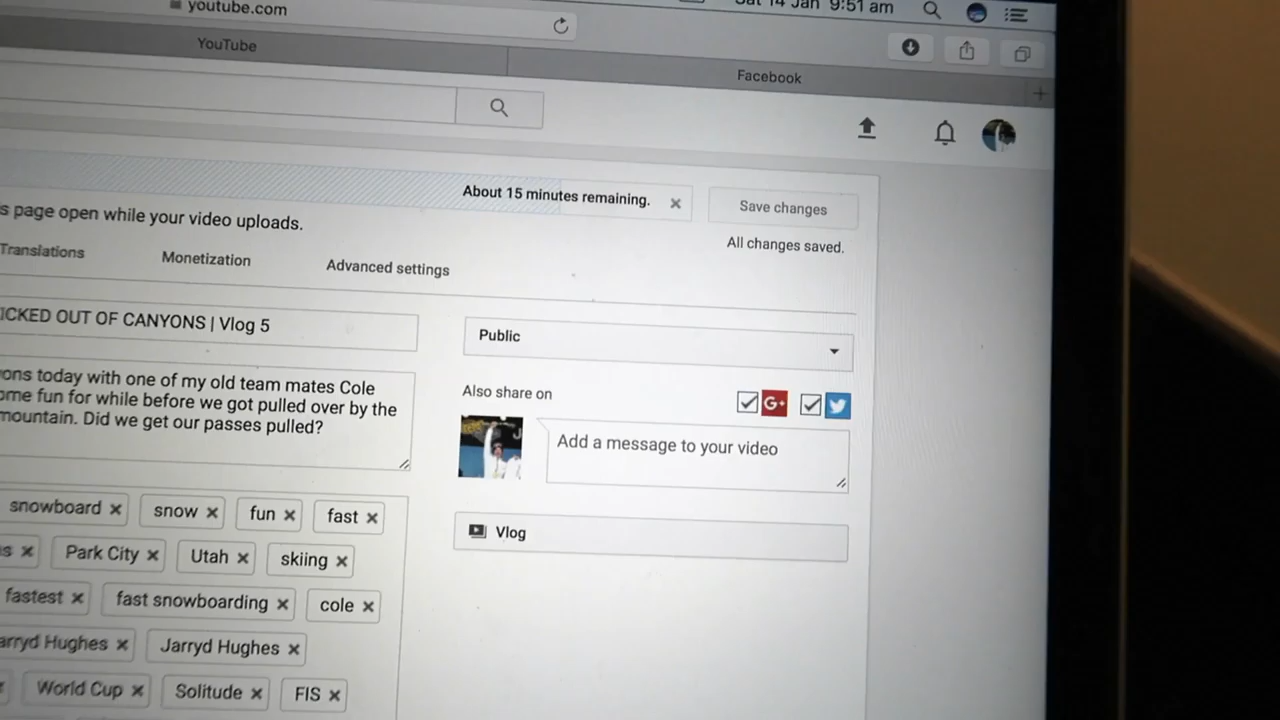 Sat 14 Jan 9:51 am
youtube.com
YouTube
Facebook
About 15 minutes remaining.
Save changes
s page open while your video uploads.
All changes saved.
Translations Monetization Advanced settings
ICKED OUT OF CANYONS | Vlog 5
Public
ons today with one of my old team mates Cole
ome fun for while before we got pulled over by the
mountain. Did we get our passes pulled?
Also share on
G+
Add a message to your video
snowboard × snow × fun × fast ×
Vlog
s × Park City × Utah × skiing ×
fastest × fast snowboarding × cole ×
arryd Hughes × Jarryd Hughes ×
World Cup × Solitude × FIS ×